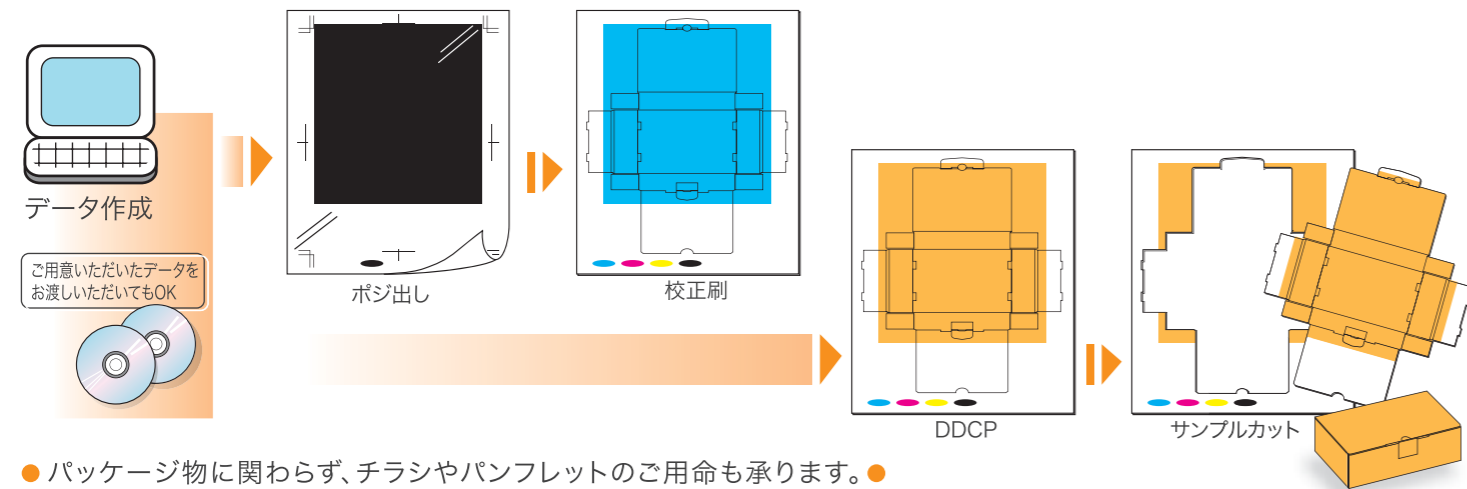 データ作成
ご用意いただいたデータを
お渡しいただいてもOK
ポジ出し
校正刷
DDCP
サンプルカット
● パッケージ物に関わらず、チラシやパンフレットのご用命も承ります。●